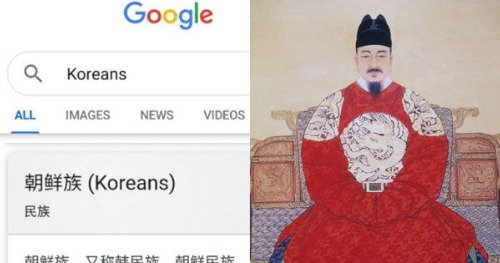 Google
Koreans
ALL IMAGES NEWS VIDEOS
朝鲜族 (Koreans)
民族
朝鲜族，又称韩民族、朝鲜民族